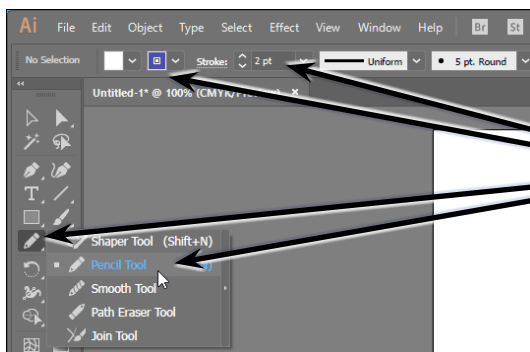 Ai File Edit Object Type Select Effect View Window Help Br St
No Selection Stroke: 2 pt Uniform 5 pt. Round
Untitled-1* @ 100% (CMYK/ ×
Shaper Tool (Shift+N)
Pencil Tool
Smooth Tool
Path Eraser Tool
Join Tool